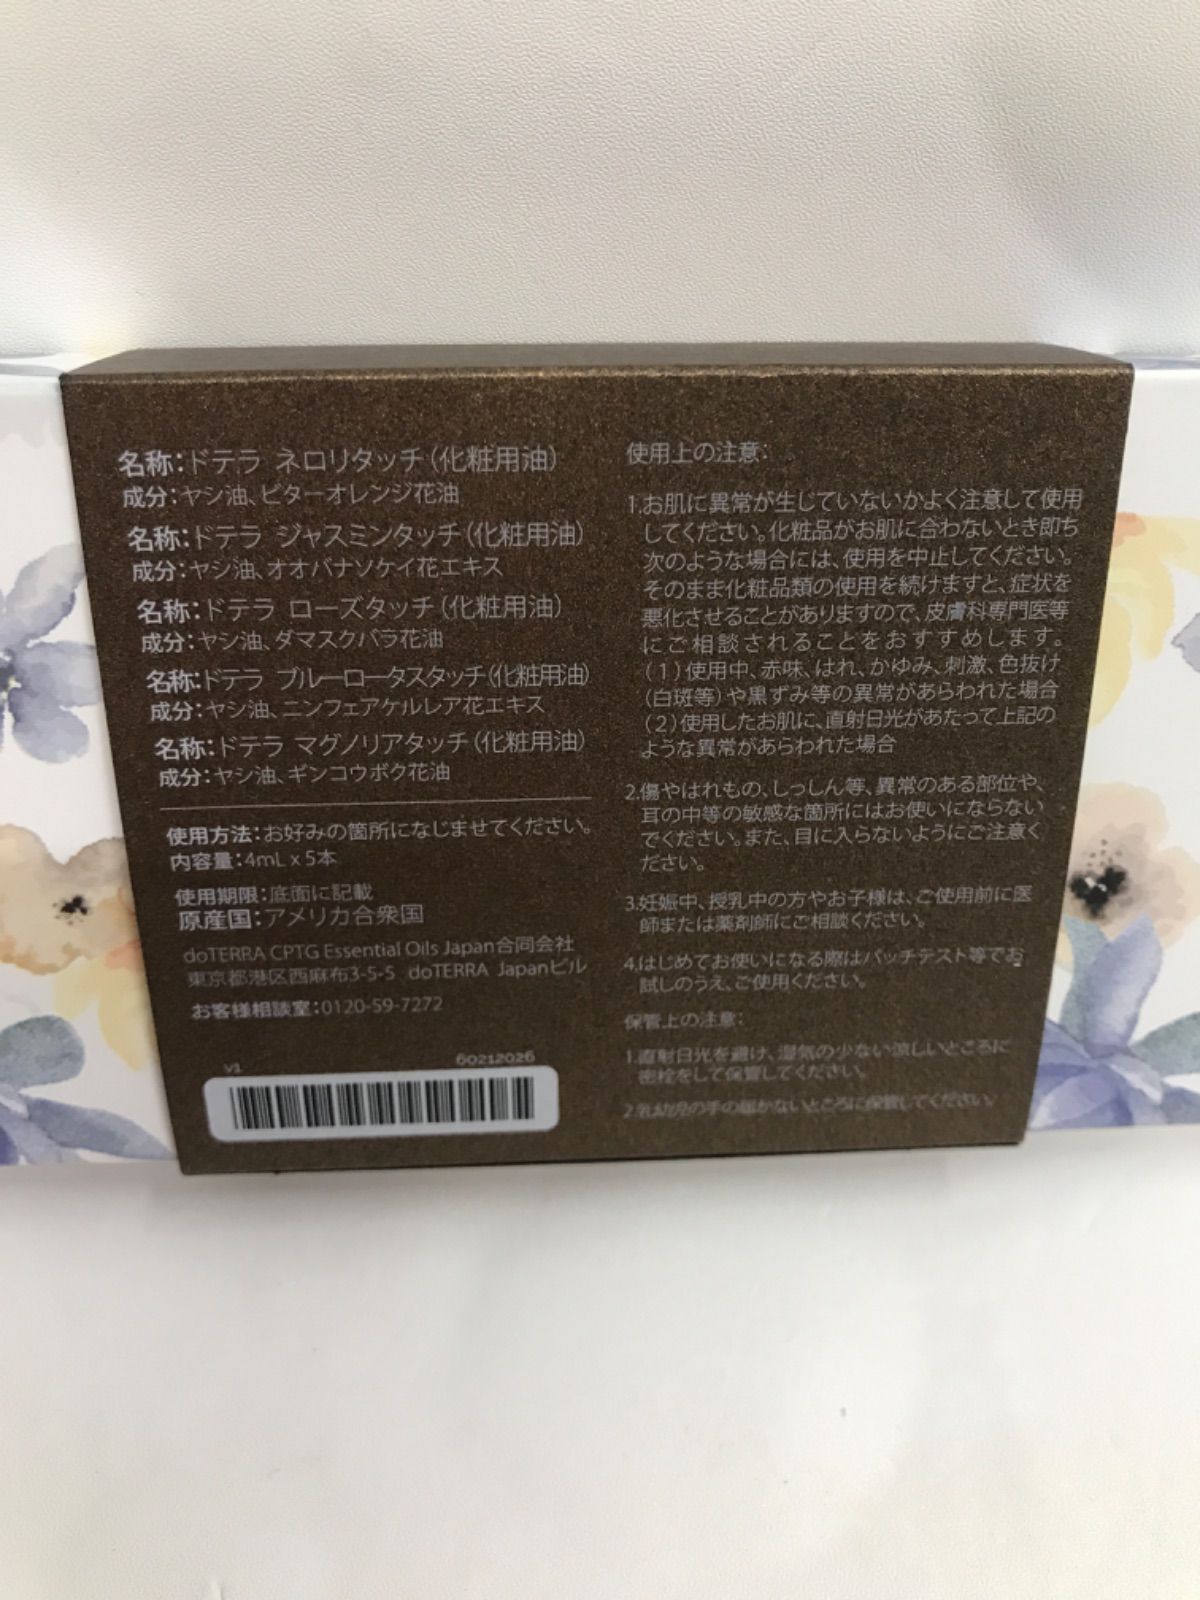 名称：ドテラ ネロリタッチ（化粧用油）
成分：ヤシ油、ビターオレンジ花油
名称：ドテラ ジャスミンタッチ（化粧用油）
成分：ヤシ油、オオバナソケイ花エキス
名称：ドテラ ローズタッチ（化粧用油）
成分：ヤシ油、ダマスクバラ花油
名称：ドテラ ブルーロータスタッチ（化粧用油）
成分：ヤシ油、ニンフェアケルレア花エキス
名称：ドテラ マグノリアタッチ（化粧用油）
成分：ヤシ油、ギンコウボク花油
使用方法：お好みの箇所になじませてください。
内容量：4mL x 5本
使用期限：底面に記載
原産国：アメリカ合衆国
doTERRA CPTG Essential Oils Japan合同会社
東京都港区西麻布3-5-5 doTERRA Japanビル
お客様相談室：0120-59-7272
v1 60212026
使用上の注意：
1.お肌に異常が生じていないかよく注意して使用
してください。化粧品がお肌に合わないとき即ち
次のような場合には、使用を中止してください。
そのまま化粧品類の使用を続けますと、症状を
悪化させることがありますので、皮膚科専門医等
にご相談されることをおすすめします。
（1）使用中、赤味、はれ、かゆみ、刺激、色抜け
（白斑等）や黒ずみ等の異常があらわれた場合
（2）使用したお肌に、直射日光があたって上記の
ような異常があらわれた場合
2.傷やはれもの、しっしん等、異常のある部位や、
耳の中等の敏感な箇所にはお使いにならない
でください。また、目に入らないようにご注意く
ださい。
3.妊娠中、授乳中の方やお子様は、ご使用前に医
師または薬剤師にご相談ください。
4.はじめてお使いになる際はパッチテスト等でお
試しのうえ、ご使用ください。
保管上の注意：
1.直射日光を避け、湿気の少ない涼しいところに
密栓をして保管してください。
2.乳幼児の手の届かないところに保管してください。